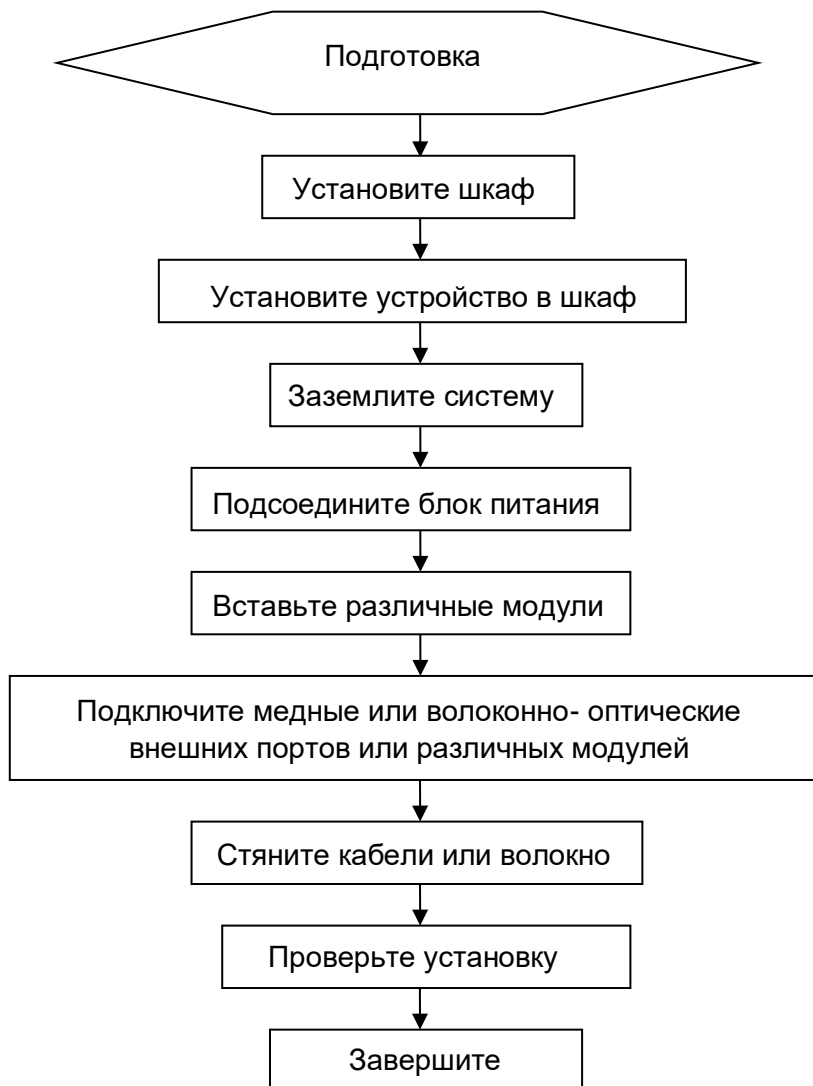 Подготовка
Установите шкаф
Установите устройство в шкаф
Заземлите систему
Подсоедините блок питания
Вставьте различные модули
Подключите медные или волоконно- оптические
внешних портов или различных модулей
Стяните кабели или волокно
Проверьте установку
Завершите